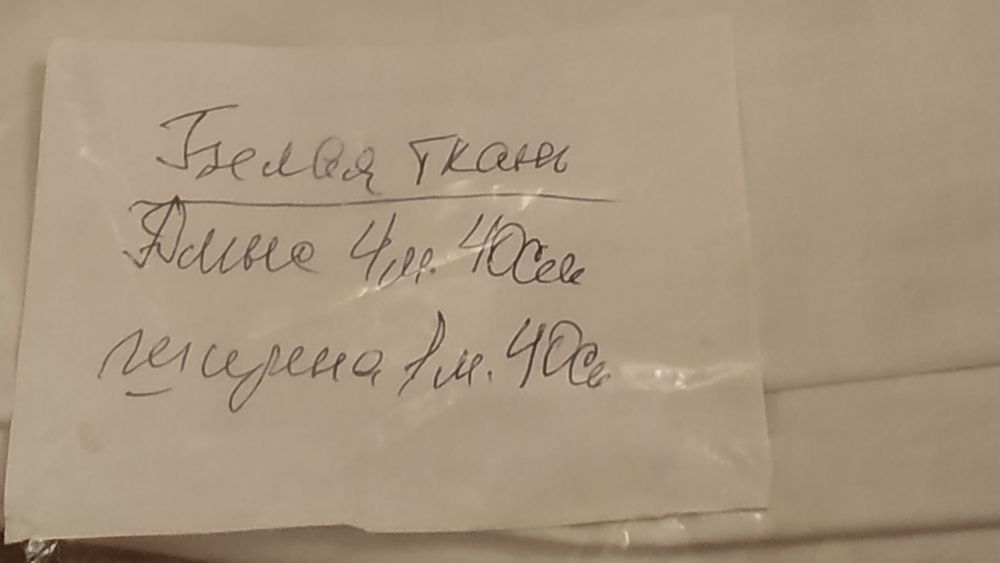 Белая ткань
Длина 4м. 40см
ширина 1м. 40см